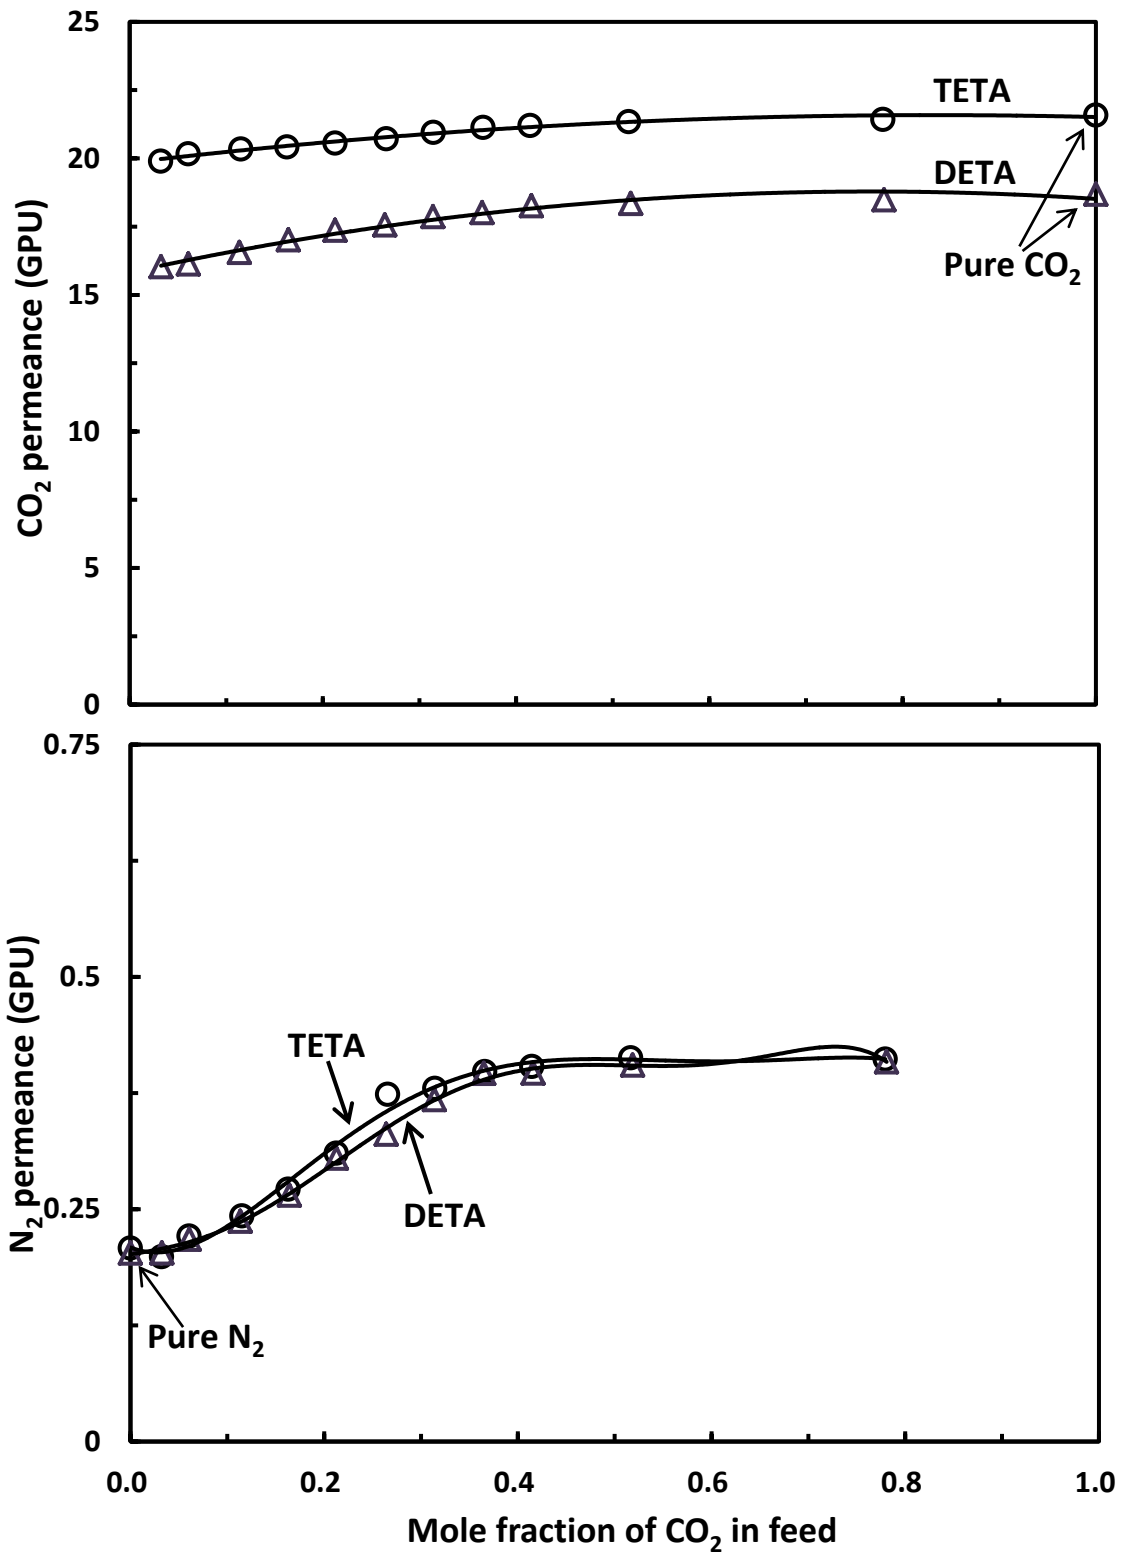 25
TETA
20
DETA
Pure CO₂
15
10
5
0
CO₂ permeance (GPU)
0.75
0.5
TETA
0.25
DETA
Pure N₂
0
N₂ permeance (GPU)
0.0 0.2 0.4 0.6 0.8 1.0
Mole fraction of CO₂ in feed